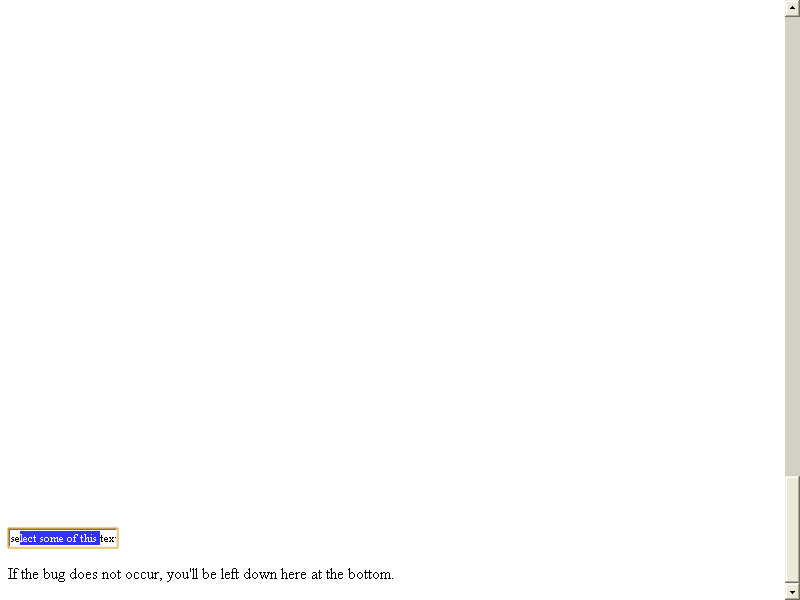 select some of this tex
If the bug does not occur, you'll be left down here at the bottom.